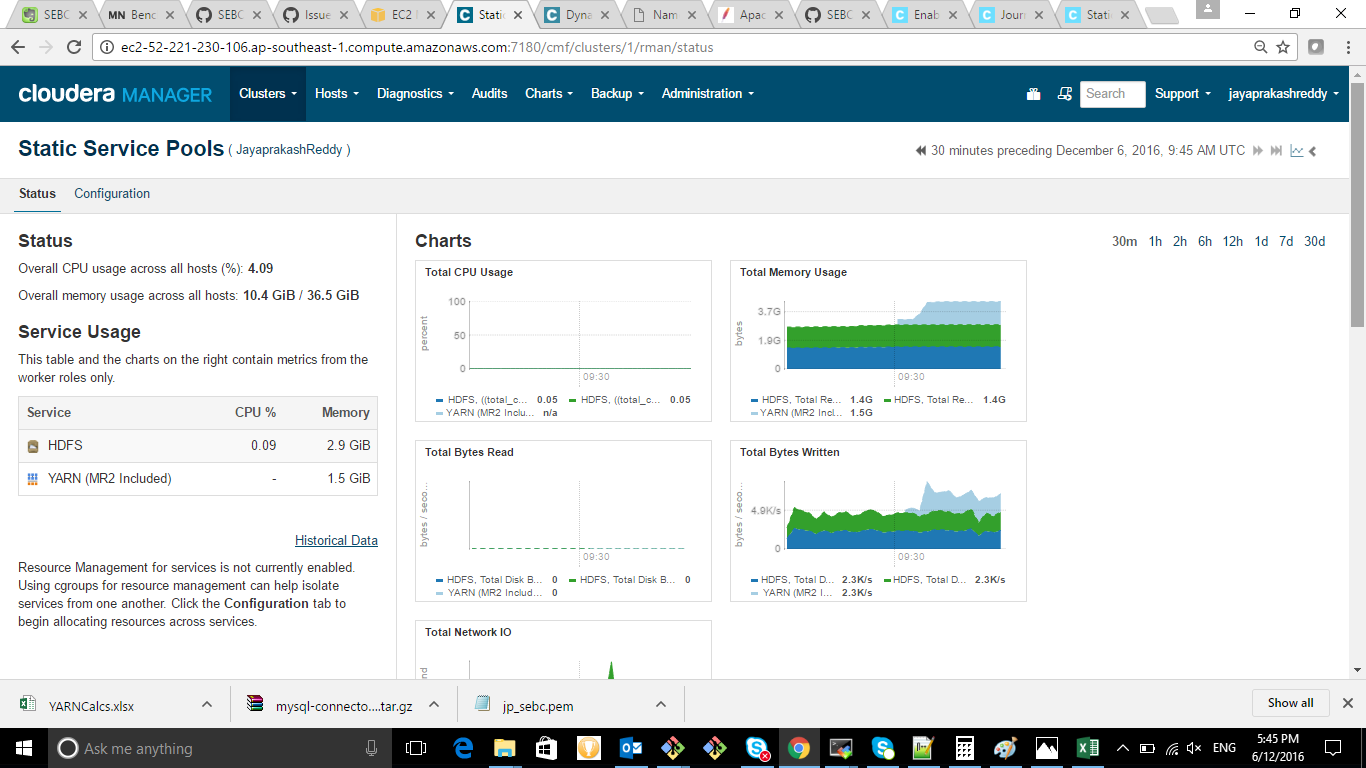 SEBC
Benc
SEBC
Issue
EC2
Static
Dyna
Nam
Apac
SEBC
Enab
Jour
Static
ec2-52-221-230-106.ap-southeast-1.compute.amazonaws.com:7180/cmf/clusters/1/rman/status
cloudera MANAGER Clusters Hosts Diagnostics Audits Charts Backup Administration Search Support jayaprakashreddy
Static Service Pools ( JayaprakashReddy ) 30 minutes preceding December 6, 2016, 9:45 AM UTC
Status Configuration
Status
Overall CPU usage across all hosts (%): 4.09
Overall memory usage across all hosts: 10.4 GiB / 36.5 GiB
Service Usage
This table and the charts on the right contain metrics from the
worker roles only.
Service CPU % Memory
HDFS 0.09 2.9 GiB
YARN (MR2 Included) - 1.5 GiB
Historical Data
Resource Management for services is not currently enabled.
Using cgroups for resource management can help isolate
services from one another. Click the Configuration tab to
begin allocating resources across services.
Charts 30m 1h 2h 6h 12h 1d 7d 30d
Total CPU Usage
percent
100
50
0
09:30
HDFS, ((total_c... 0.05 HDFS, ((total_c... 0.05
YARN (MR2 Inclu... n/a
Total Memory Usage
bytes
3.7G
1.9G
0
09:30
HDFS, Total Re... 1.4G HDFS, Total Re... 1.4G
YARN (MR2 Incl... 1.5G
Total Bytes Read
bytes / seco...
0
09:30
HDFS, Total Disk B... 0 HDFS, Total Disk B... 0
YARN (MR2 Includ... 0
Total Bytes Written
bytes / seco...
4.9K/s
0
09:30
HDFS, Total D... 2.3K/s HDFS, Total D... 2.3K/s
YARN (MR2 I... 2.3K/s
Total Network IO
YARNCalcs.xlsx mysql-connecto....tar.gz jp_sebc.pem Show all
Ask me anything ENG 5:45 PM
6/12/2016